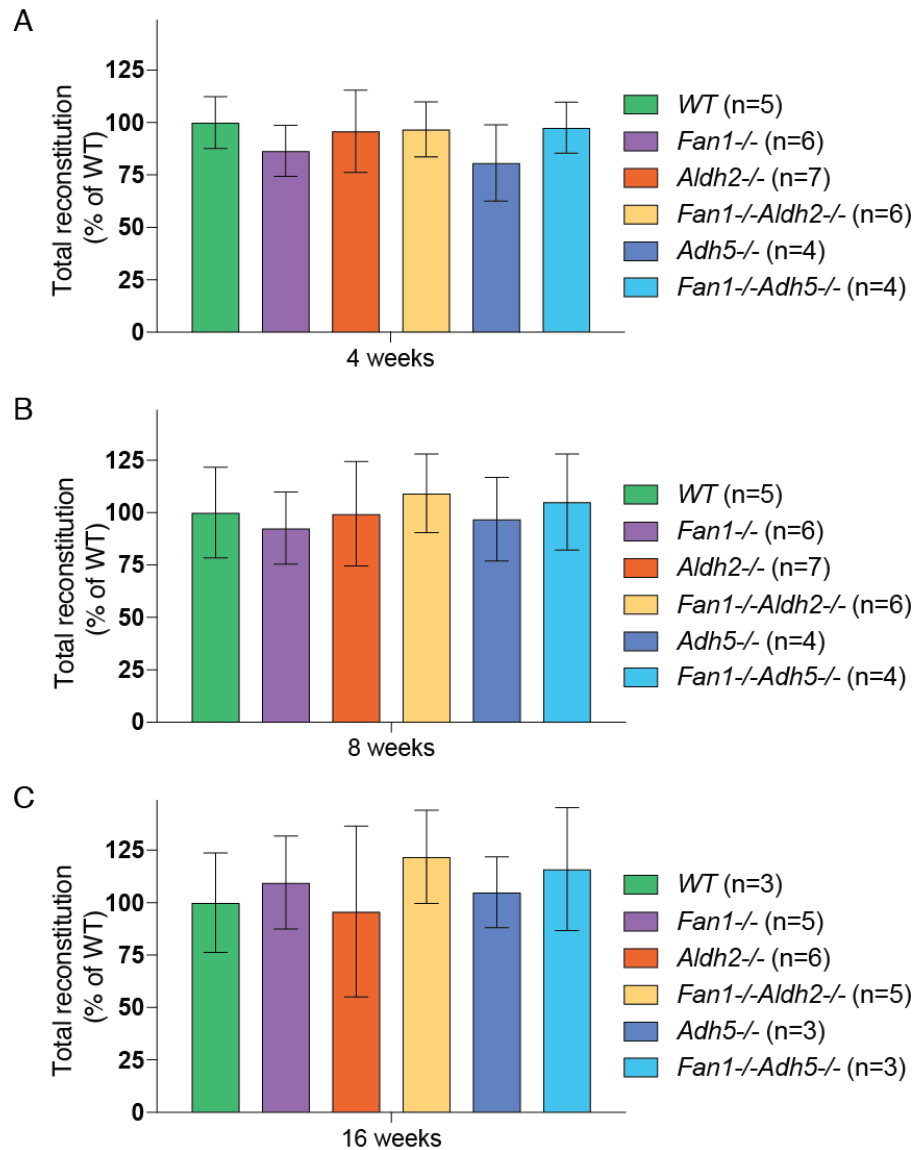 A
Total reconstitution
(% of WT)
125
100
75
50
25
0
4 weeks
WT (n=5)
Fan1-/- (n=6)
Aldh2-/- (n=7)
Fan1-/-Aldh2-/- (n=6)
Adh5-/- (n=4)
Fan1-/-Adh5-/- (n=4)
B
Total reconstitution
(% of WT)
125
100
75
50
25
0
8 weeks
WT (n=5)
Fan1-/- (n=6)
Aldh2-/- (n=7)
Fan1-/-Aldh2-/- (n=6)
Adh5-/- (n=4)
Fan1-/-Adh5-/- (n=4)
C
Total reconstitution
(% of WT)
125
100
75
50
25
0
16 weeks
WT (n=3)
Fan1-/- (n=5)
Aldh2-/- (n=6)
Fan1-/-Aldh2-/- (n=5)
Adh5-/- (n=3)
Fan1-/-Adh5-/- (n=3)